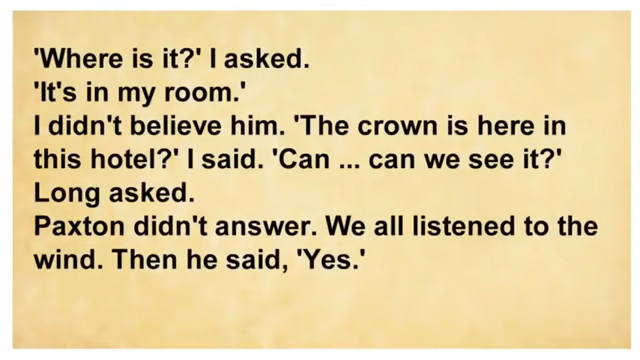 'Where is it?' I asked.
'It's in my room.'
I didn't believe him. 'The crown is here in
this hotel?' I said. 'Can ... can we see it?'
Long asked.
Paxton didn't answer. We all listened to the
wind. Then he said, 'Yes.'